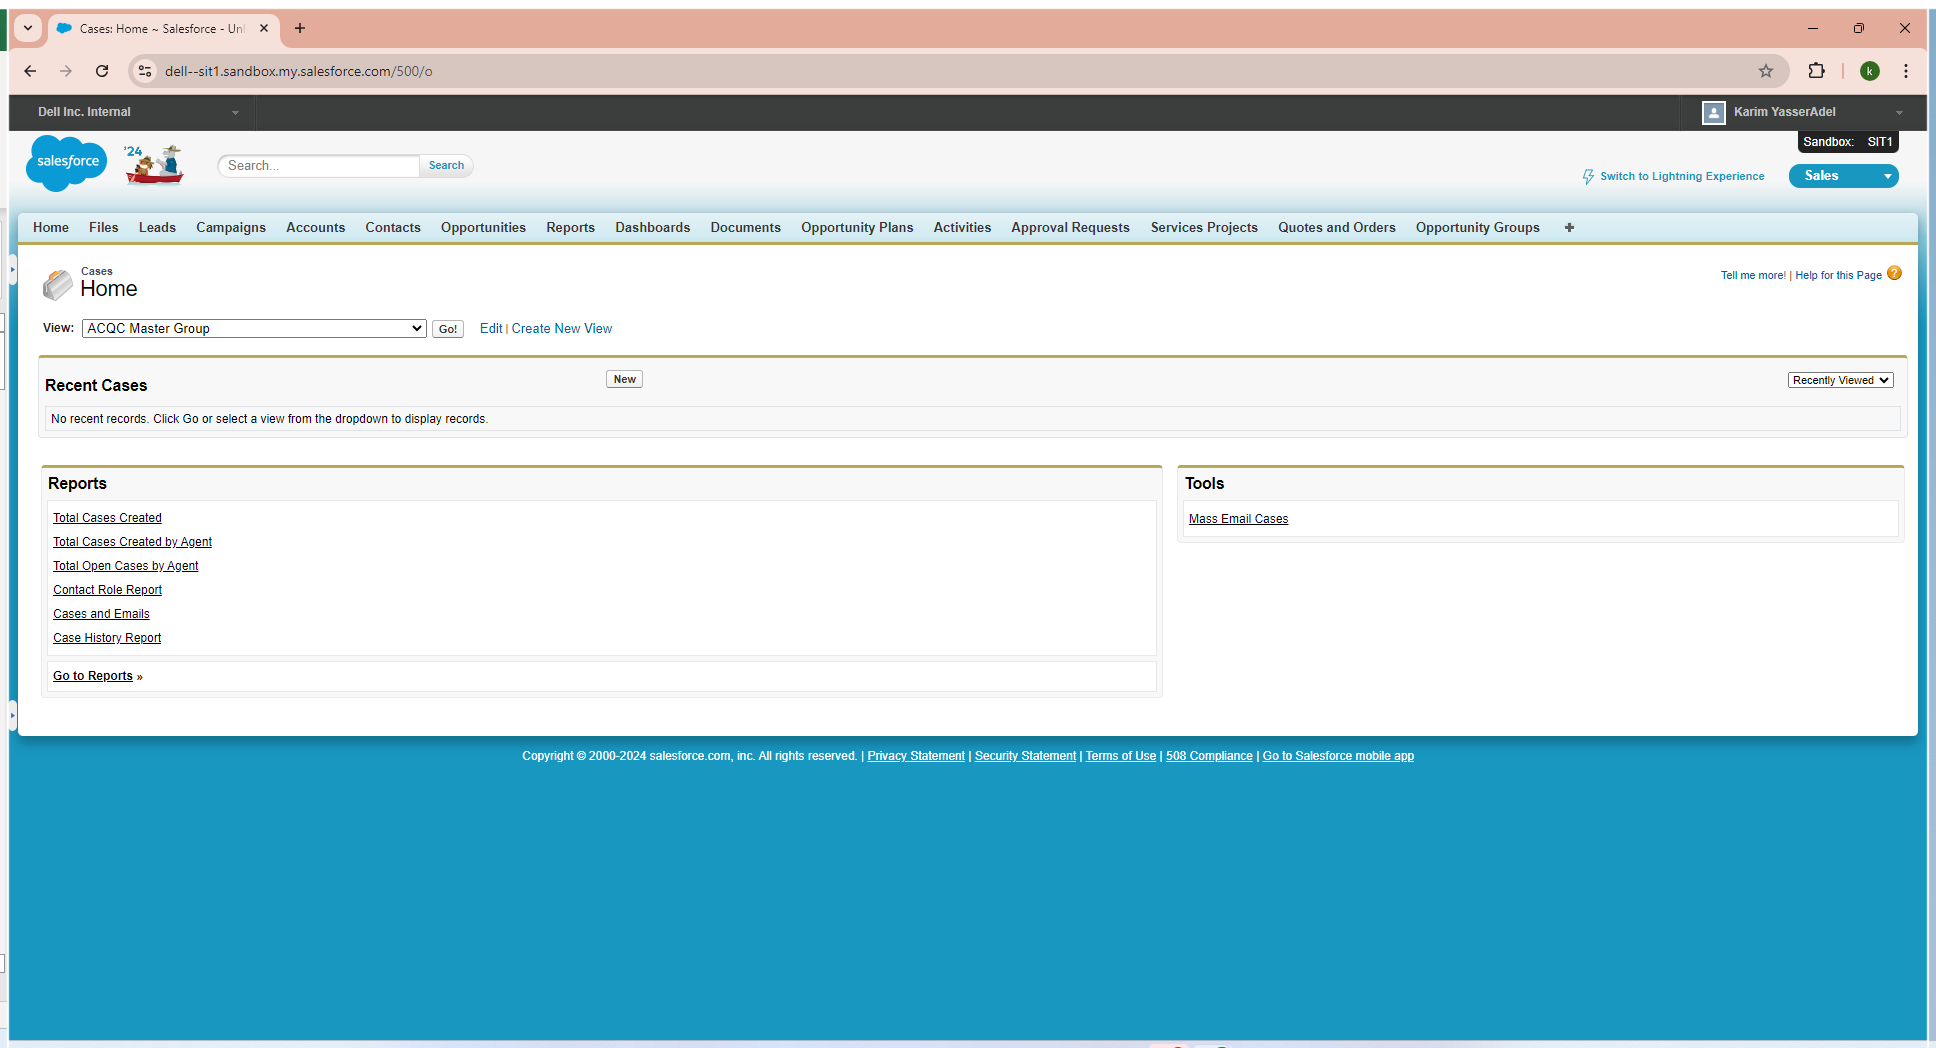 Cases: Home ~ Salesforce - Unl
dell--sit1.sandbox.my.salesforce.com/500/o
k
Dell Inc. Internal
Karim YasserAdel
Sandbox: SIT1
salesforce
'24
Search...
Search
Switch to Lightning Experience
Sales
Home Files Leads Campaigns Accounts Contacts Opportunities Reports Dashboards Documents Opportunity Plans Activities Approval Requests Services Projects Quotes and Orders Opportunity Groups +
Cases
Home
Tell me more! | Help for this Page ?
View: ACQC Master Group Go! Edit | Create New View
Recent Cases New Recently Viewed
No recent records. Click Go or select a view from the dropdown to display records.
Reports
Total Cases Created
Total Cases Created by Agent
Total Open Cases by Agent
Contact Role Report
Cases and Emails
Case History Report
Go to Reports »
Tools
Mass Email Cases
Copyright © 2000-2024 salesforce.com, inc. All rights reserved. | Privacy Statement | Security Statement | Terms of Use | 508 Compliance | Go to Salesforce mobile app